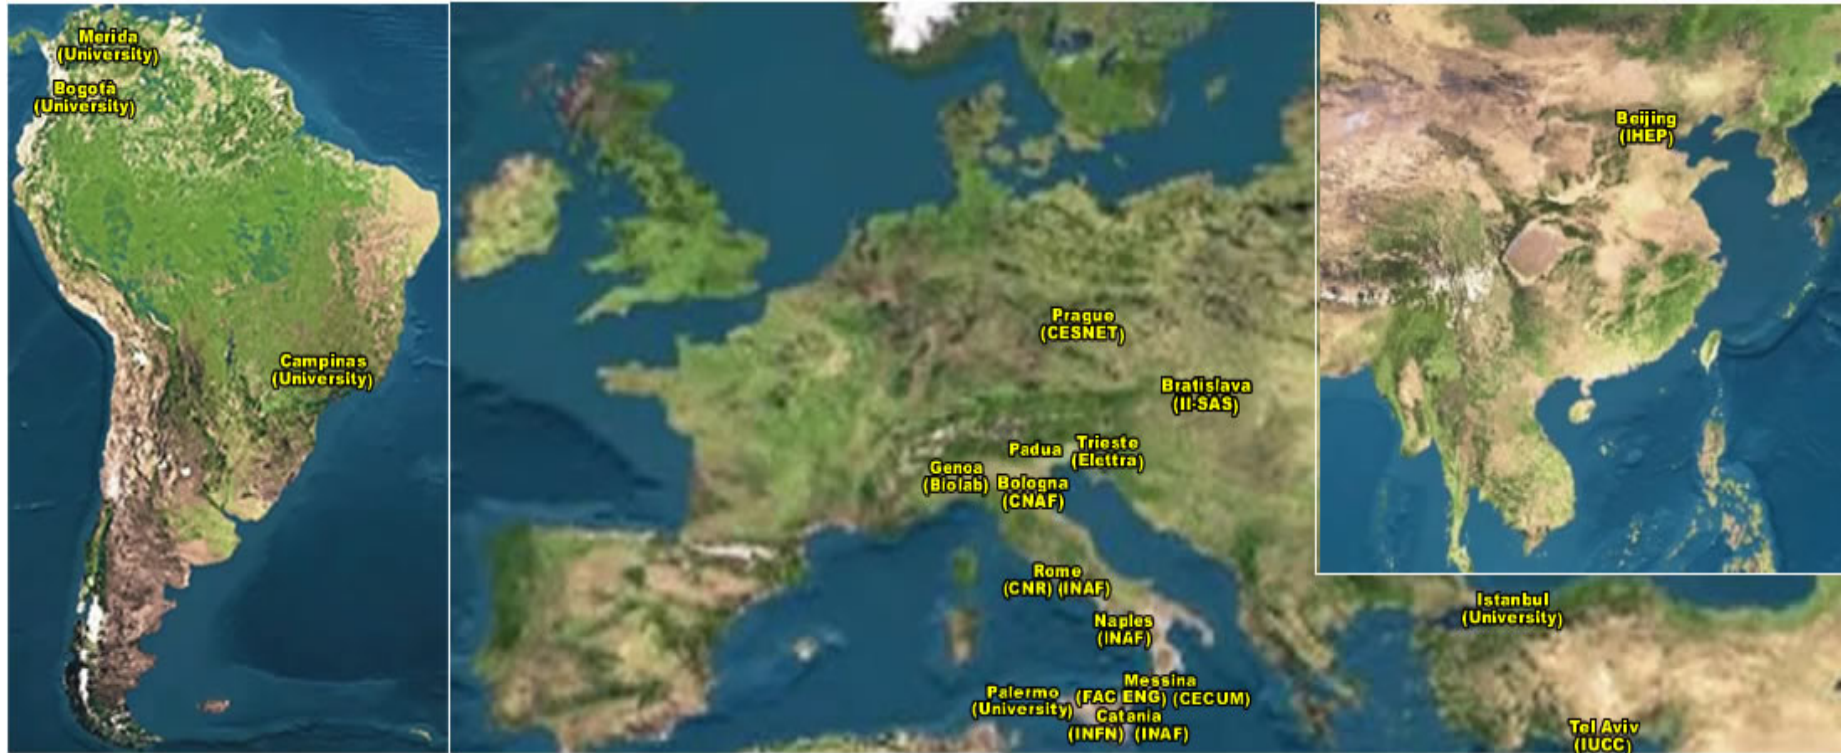 Merida
(University)
Bogotà
(University)
Campinas
(University)
Prague
(CESNET)
Bratislava
(II-SAS)
Padua
Trieste
(Elettra)
Genoa
(Biolab)
Bologna
(CNAF)
Rome
(CNR) (INAF)
Naples
(INAF)
Messina
(FAC ENG) (CECUM)
Palermo
(University)
Catania
(INFN) (INAF)
Beijing
(IHEP)
Istanbul
(University)
Tel Aviv
(IUCC)